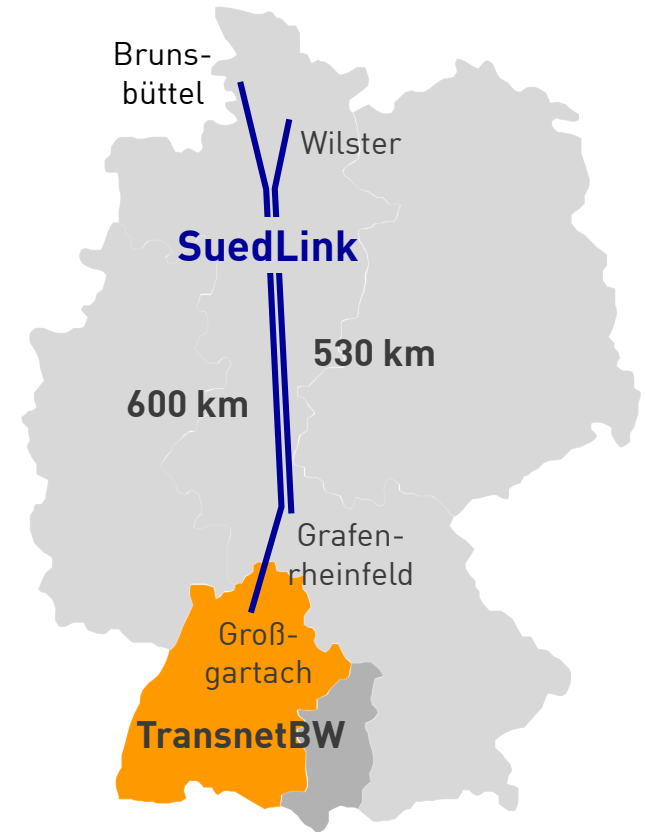 Bruns-
büttel
Wilster
SuedLink
530 km
600 km
Grafen-
rheinfeld
Groß-
gartach
TransnetBW